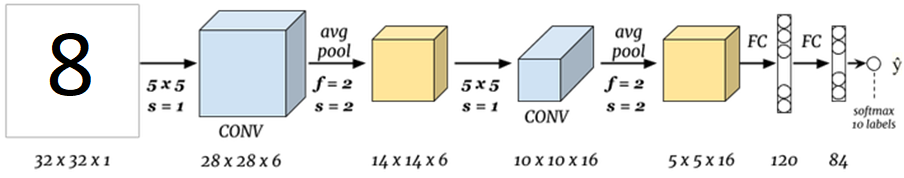 8
32 x 32 x 1
5 x 5
s = 1
CONV
28 x 28 x 6
avg
pool
f = 2
s = 2
14 x 14 x 6
5 x 5
s = 1
CONV
10 x 10 x 16
avg
pool
f = 2
s = 2
5 x 5 x 16
FC
120
FC
84
ŷ
softmax
10 labels